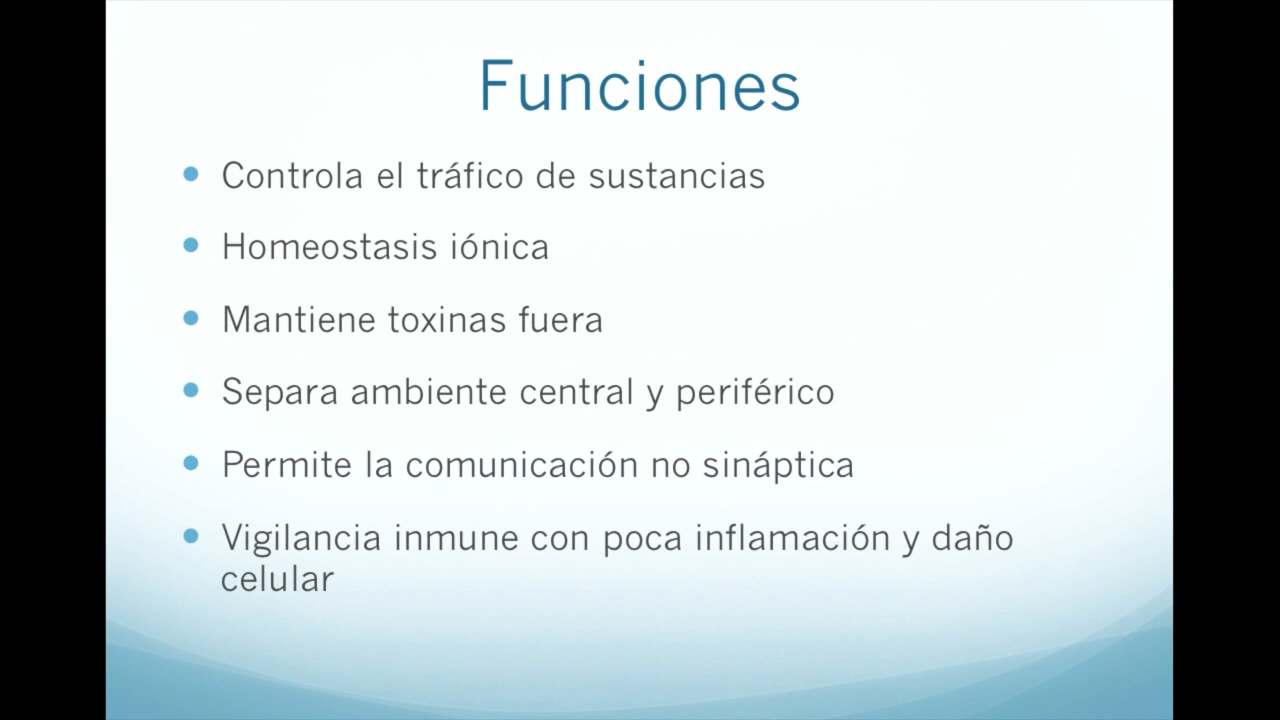 Funciones
Controla el tráfico de sustancias
Homeostasis iónica
Mantiene toxinas fuera
Separa ambiente central y periférico
Permite la comunicación no sináptica
Vigilancia inmune con poca inflamación y daño
celular